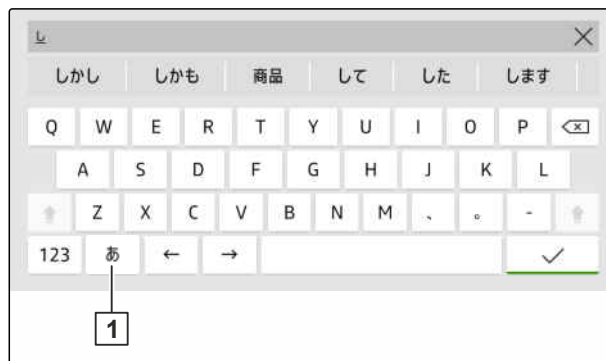 し
しかし しかも 商品 して した します
Q W E R T Y U I O P
A S D F G H J K L
Z X C V B N M 、 。 -
123 あ ← →
1